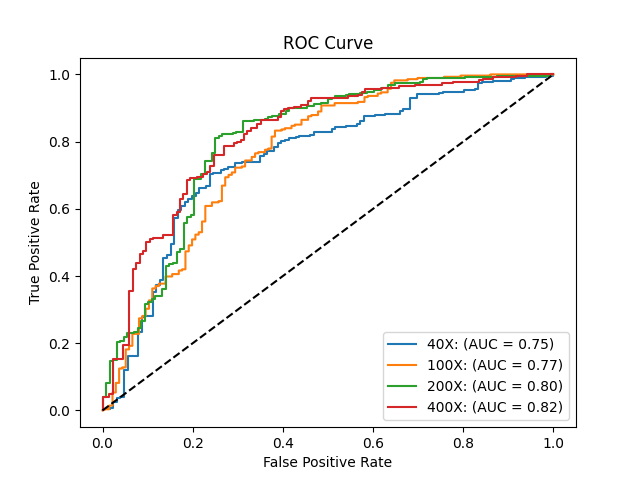 ROC Curve
True Positive Rate
1.0
0.8
0.6
0.4
0.2
0.0
0.0 0.2 0.4 0.6 0.8 1.0
False Positive Rate
40X: (AUC = 0.75)
100X: (AUC = 0.77)
200X: (AUC = 0.80)
400X: (AUC = 0.82)